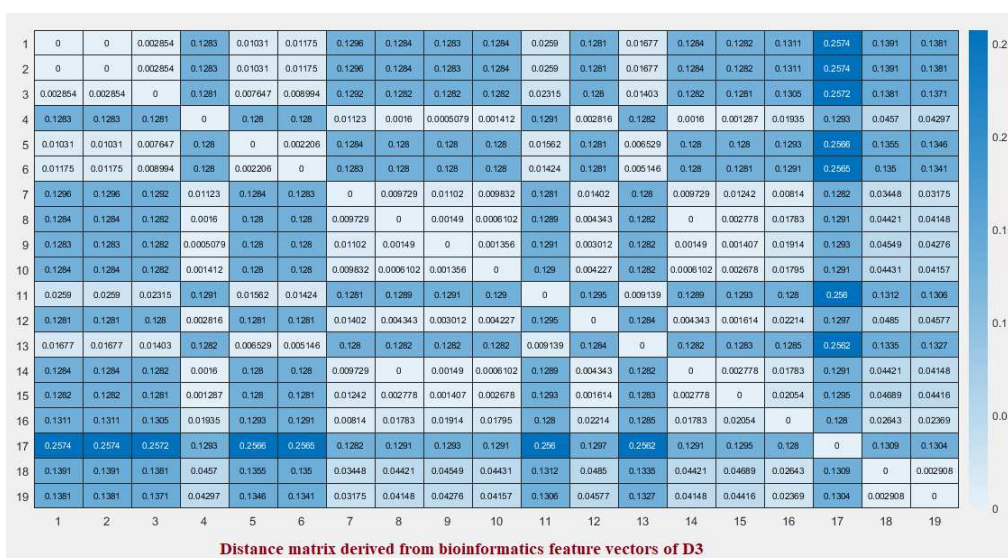 1 0 0 0.002854 0.1283 0.01031 0.01175 0.1296 0.1284 0.1283 0.1284 0.0259 0.1281 0.01677 0.1284 0.1282 0.1311 0.2574 0.1391 0.1381
2 0 0 0.002854 0.1283 0.01031 0.01175 0.1296 0.1284 0.1283 0.1284 0.0259 0.1281 0.01677 0.1284 0.1282 0.1311 0.2574 0.1391 0.1381
3 0.002854 0.002854 0 0.1281 0.007647 0.008994 0.1292 0.1282 0.1282 0.1282 0.02315 0.128 0.01403 0.1282 0.1281 0.1305 0.2572 0.1381 0.1371
4 0.1283 0.1283 0.1281 0 0.128 0.128 0.01123 0.0016 0.0005079 0.001412 0.1291 0.002816 0.1282 0.0016 0.001287 0.01935 0.1293 0.0457 0.04297
5 0.01031 0.01031 0.007647 0.128 0 0.002206 0.1284 0.128 0.128 0.128 0.01562 0.1281 0.006529 0.128 0.128 0.1293 0.2566 0.1355 0.1346
6 0.01175 0.01175 0.008994 0.128 0.002206 0 0.1283 0.128 0.128 0.128 0.01424 0.1281 0.005146 0.128 0.128 0.1291 0.2565 0.135 0.1341
7 0.1296 0.1296 0.1292 0.01123 0.1284 0.1283 0 0.009729 0.01102 0.009832 0.1281 0.01402 0.128 0.009729 0.01242 0.00814 0.1282 0.03448 0.03175
8 0.1284 0.1284 0.1282 0.0016 0.128 0.128 0.009729 0 0.00149 0.0006102 0.1289 0.004343 0.1282 0 0.002778 0.01783 0.1291 0.04421 0.04148
9 0.1283 0.1283 0.1282 0.0005079 0.128 0.128 0.01102 0.00149 0 0.001356 0.1291 0.003012 0.1282 0.00149 0.001407 0.01914 0.1293 0.04549 0.04276
10 0.1284 0.1284 0.1282 0.001412 0.128 0.128 0.009832 0.0006102 0.001356 0 0.129 0.004227 0.1282 0.0006102 0.002678 0.01795 0.1291 0.04431 0.04157
11 0.0259 0.0259 0.02315 0.1291 0.01562 0.01424 0.1281 0.1289 0.1291 0.129 0 0.1295 0.009139 0.1289 0.1293 0.128 0.256 0.1312 0.1306
12 0.1281 0.1281 0.128 0.002816 0.1281 0.1281 0.01402 0.004343 0.003012 0.004227 0.1295 0 0.1284 0.004343 0.001614 0.02214 0.1297 0.0485 0.04577
13 0.01677 0.01677 0.01403 0.1282 0.006529 0.005146 0.128 0.1282 0.1282 0.1282 0.009139 0.1284 0 0.1282 0.1283 0.1285 0.2562 0.1335 0.1327
14 0.1284 0.1284 0.1282 0.0016 0.128 0.128 0.009729 0 0.00149 0.0006102 0.1289 0.004343 0.1282 0 0.002778 0.01783 0.1291 0.04421 0.04148
15 0.1282 0.1282 0.1281 0.001287 0.128 0.128 0.01242 0.002778 0.001407 0.002678 0.1293 0.001614 0.1283 0.002778 0 0.02054 0.1295 0.04689 0.04416
16 0.1311 0.1311 0.1305 0.01935 0.1293 0.1291 0.00814 0.01783 0.01914 0.01795 0.128 0.02214 0.1285 0.01783 0.02054 0 0.128 0.02643 0.02369
17 0.2574 0.2574 0.2572 0.1293 0.2566 0.2565 0.1282 0.1291 0.1293 0.1291 0.256 0.1297 0.2562 0.1291 0.1295 0.128 0 0.1309 0.1304
18 0.1391 0.1391 0.1381 0.0457 0.1355 0.135 0.03448 0.04421 0.04549 0.04431 0.1312 0.0485 0.1335 0.04421 0.04689 0.02643 0.1309 0 0.002908
19 0.1381 0.1381 0.1371 0.04297 0.1346 0.1341 0.03175 0.04148 0.04276 0.04157 0.1306 0.04577 0.1327 0.04148 0.04416 0.02369 0.1304 0.002908 0
1 2 3 4 5 6 7 8 9 10 11 12 13 14 15 16 17 18 19
0.2
0.2
0.1
0.1
0.0
0
Distance matrix derived from bioinformatics feature vectors of D3